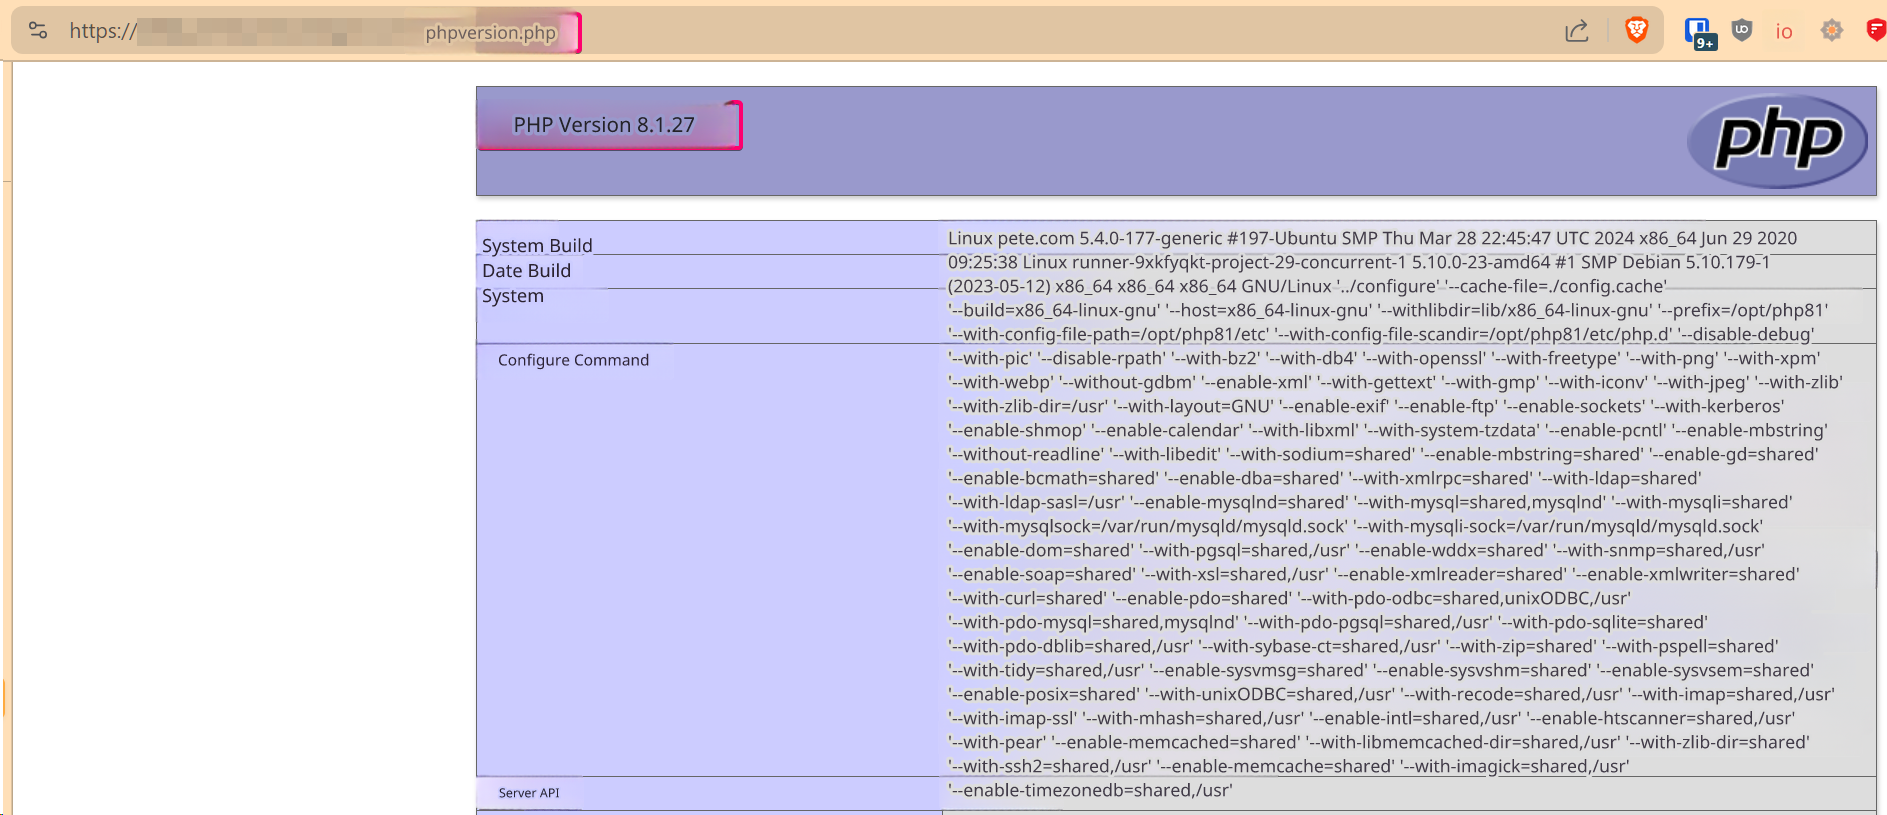 https://
phpversion.php
9+
io
PHP Version 8.1.27
php
System Build
Date Build
System
Linux pete.com 5.4.0-177-generic #197-Ubuntu SMP Thu Mar 28 22:45:47 UTC 2024 x86_64 Jun 29 2020
09:25:38 Linux runner-9xkfyqkt-project-29-concurrent-1 5.10.0-23-amd64 #1 SMP Debian 5.10.179-1
(2023-05-12) x86_64 x86_64 x86_64 GNU/Linux '../configure' '--cache-file=./config.cache'
'--build=x86_64-linux-gnu' '--host=x86_64-linux-gnu' '--withlibdir=lib/x86_64-linux-gnu' '--prefix=/opt/php81'
'--with-config-file-path=/opt/php81/etc' '--with-config-file-scandir=/opt/php81/etc/php.d' '--disable-debug'
Configure Command
'--with-pic' '--disable-rpath' '--with-bz2' '--with-db4' '--with-openssl' '--with-freetype' '--with-png' '--with-xpm'
'--with-webp' '--without-gdbm' '--enable-xml' '--with-gettext' '--with-gmp' '--with-iconv' '--with-jpeg' '--with-zlib'
'--with-zlib-dir=/usr' '--with-layout=GNU' '--enable-exif' '--enable-ftp' '--enable-sockets' '--with-kerberos'
'--enable-shmop' '--enable-calendar' '--with-libxml' '--with-system-tzdata' '--enable-pcntl' '--enable-mbstring'
'--without-readline' '--with-libedit' '--with-sodium=shared' '--enable-mbstring=shared' '--enable-gd=shared'
'--enable-bcmath=shared' '--enable-dba=shared' '--with-xmlrpc=shared' '--with-ldap=shared'
'--with-ldap-sasl=/usr' '--enable-mysqlnd=shared' '--with-mysql=shared,mysqlnd' '--with-mysqli=shared'
'--with-mysqlsock=/var/run/mysqld/mysqld.sock' '--with-mysqli-sock=/var/run/mysqld/mysqld.sock'
'--enable-dom=shared' '--with-pgsql=shared,/usr' '--enable-wddx=shared' '--with-snmp=shared,/usr'
'--enable-soap=shared' '--with-xsl=shared,/usr' '--enable-xmlreader=shared' '--enable-xmlwriter=shared'
'--with-curl=shared' '--enable-pdo=shared' '--with-pdo-odbc=shared,unixODBC,/usr'
'--with-pdo-mysql=shared,mysqlnd' '--with-pdo-pgsql=shared,/usr' '--with-pdo-sqlite=shared'
'--with-pdo-dblib=shared,/usr' '--with-sybase-ct=shared,/usr' '--with-zip=shared' '--with-pspell=shared'
'--with-tidy=shared,/usr' '--enable-sysvmsg=shared' '--enable-sysvshm=shared' '--enable-sysvsem=shared'
'--enable-posix=shared' '--with-unixODBC=shared,/usr' '--with-recode=shared,/usr' '--with-imap=shared,/usr'
'--with-imap-ssl' '--with-mhash=shared,/usr' '--enable-intl=shared,/usr' '--enable-htscanner=shared,/usr'
'--with-pear' '--enable-memcached=shared' '--with-libmemcached-dir=shared,/usr' '--with-zlib-dir=shared'
'--with-ssh2=shared,/usr' '--enable-memcache=shared' '--with-imagick=shared,/usr'
Server API
'--enable-timezonedb=shared,/usr'